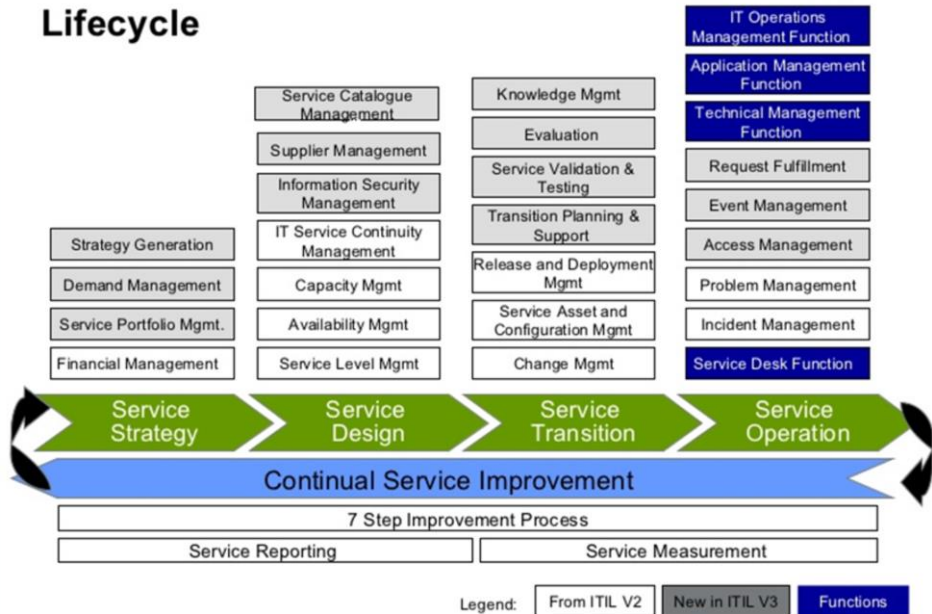 Lifecycle
Strategy Generation
Demand Management
Service Portfolio Mgmt.
Financial Management
Service Catalogue
Management
Supplier Management
Information Security
Management
IT Service Continuity
Management
Capacity Mgmt
Availability Mgmt
Service Level Mgmt
Knowledge Mgmt
Evaluation
Service Validation &
Testing
Transition Planning &
Support
Release and Deployment
Mgmt
Service Asset and
Configuration Mgmt
Change Mgmt
IT Operations
Management Function
Application Management
Function
Technical Management
Function
Request Fulfillment
Event Management
Access Management
Problem Management
Incident Management
Service Desk Function
Service
Strategy
Service
Design
Service
Transition
Service
Operation
Continual Service Improvement
7 Step Improvement Process
Service Reporting
Service Measurement
Legend:
From ITIL V2
New in ITIL V3
Functions